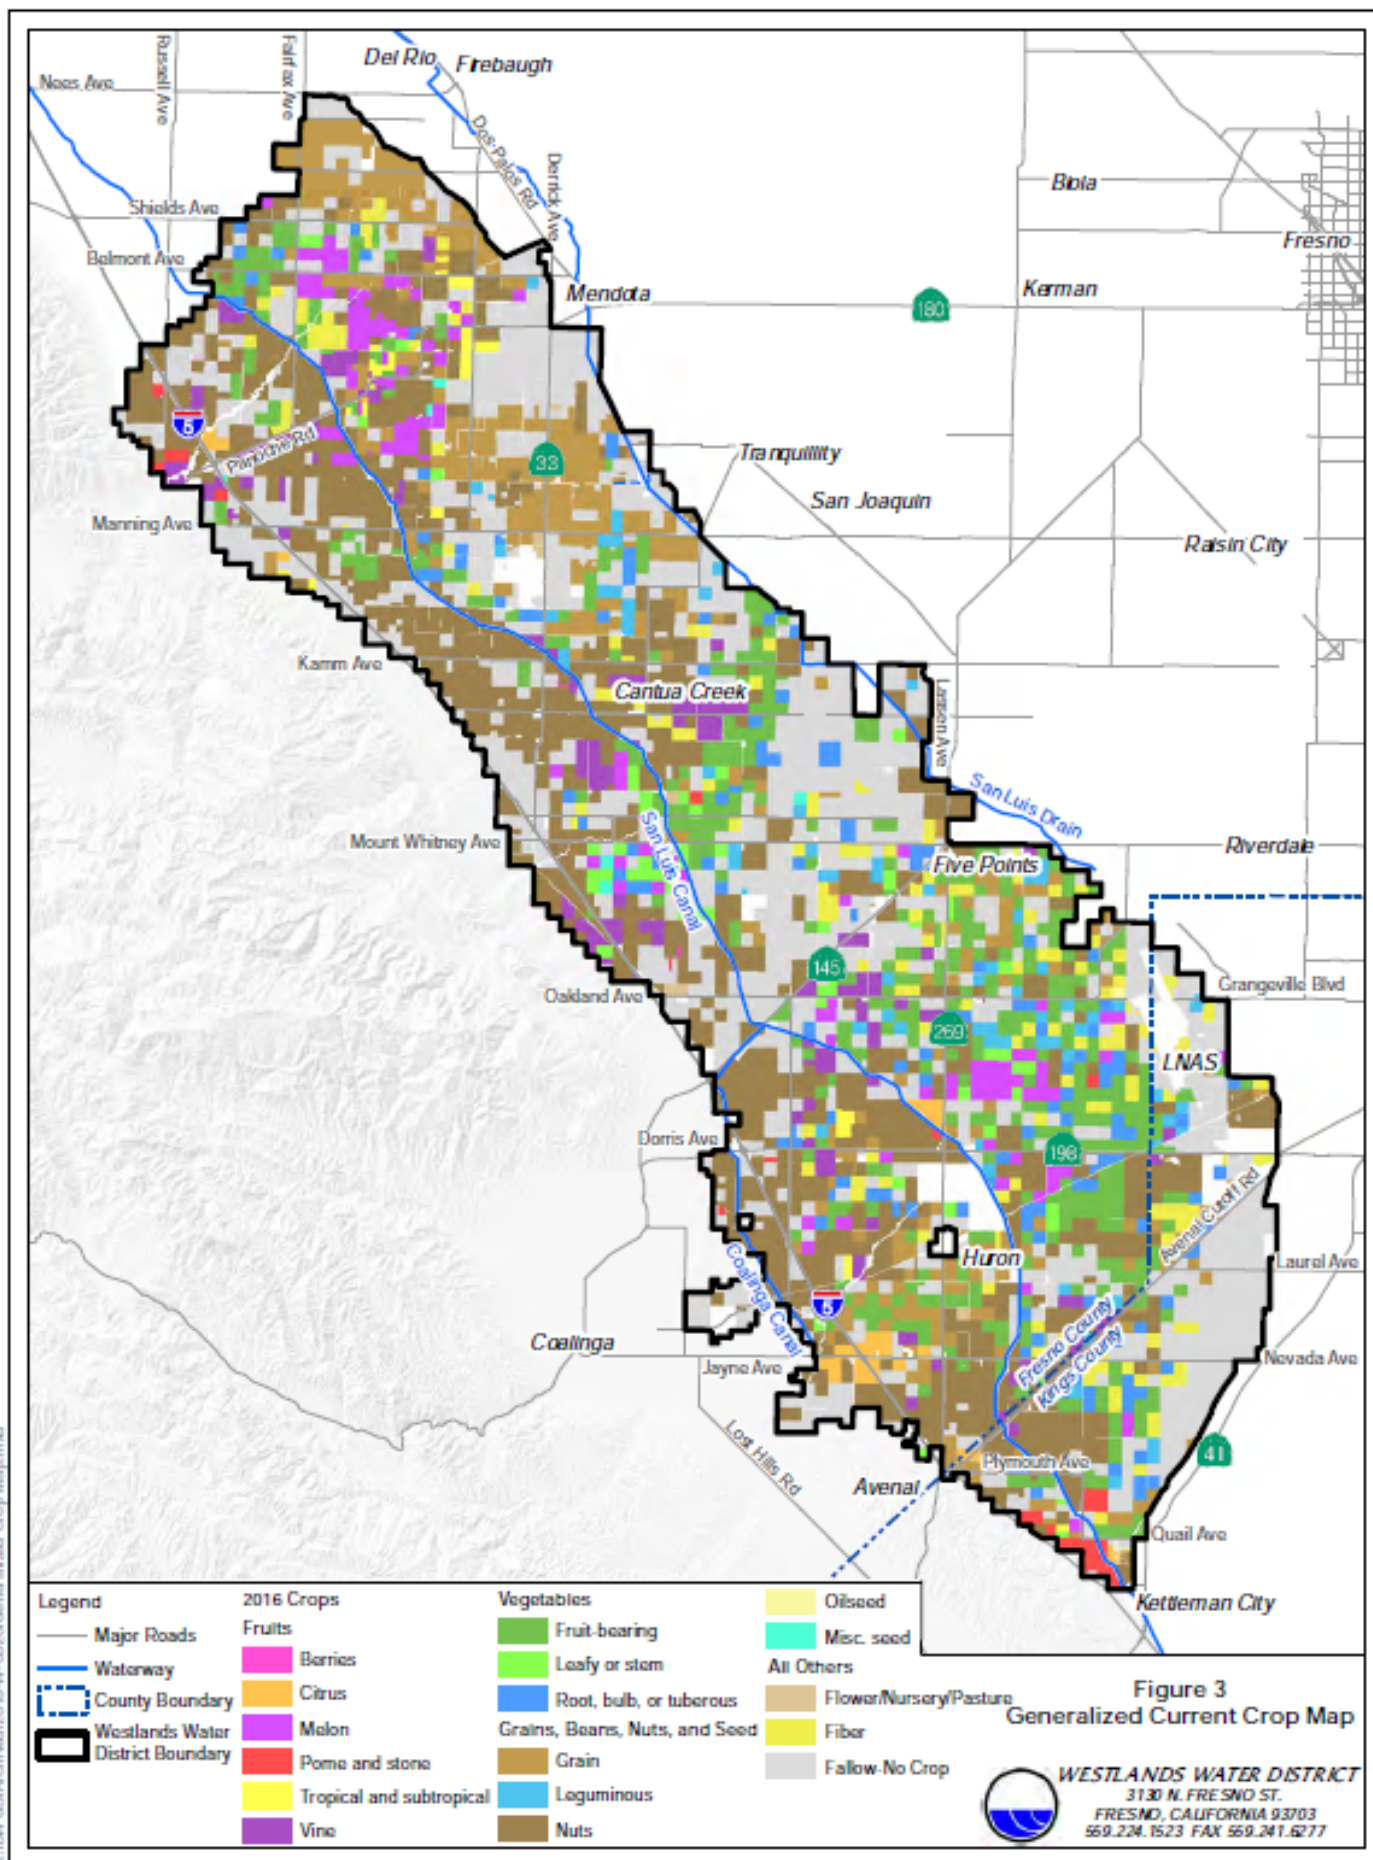 Del Rio
Firebaugh
Nees Ave
Russell Ave
Fairfax Ave
Dos-Palos Rd
Derrick Ave
Biola
Shields Ave
Fresno
Belmont Ave
Mendota
Kerman
180
5
Panoche Rd
33
Tranquillity
San Joaquin
Manning Ave
Raisin City
Kamm Ave
Cantua Creek
Lassen Ave
San Luis Drain
Mount Whitney Ave
San Luis Canal
Five Points
Riverdale
145
Oakland Ave
Grangeville Blvd
269
LNAS
Dorris Ave
198
Avenal Cutoff Rd
Huron
Laurel Ave
Coalinga Canal
5
Coalinga
Fresno County
Kings County
Jayne Ave
Nevada Ave
Lost Hills Rd
41
Plymouth Ave
Avenal
Quail Ave
Kettleman City
Legend
Major Roads
Waterway
County Boundary
Westlands Water
District Boundary
2016 Crops
Fruits
Berries
Citrus
Melon
Pome and stone
Tropical and subtropical
Vine
Vegetables
Fruit-bearing
Leafy or stem
Root, bulb, or tuberous
Grains, Beans, Nuts, and Seed
Grain
Leguminous
Nuts
Oilseed
Misc. seed
All Others
Flower/Nursery/Pasture
Fiber
Fallow-No Crop
Figure 3
Generalized Current Crop Map
WESTLANDS WATER DISTRICT
3130 N. FRESNO ST.
FRESNO, CALIFORNIA 93703
559.224.1523 FAX 559.241.6277